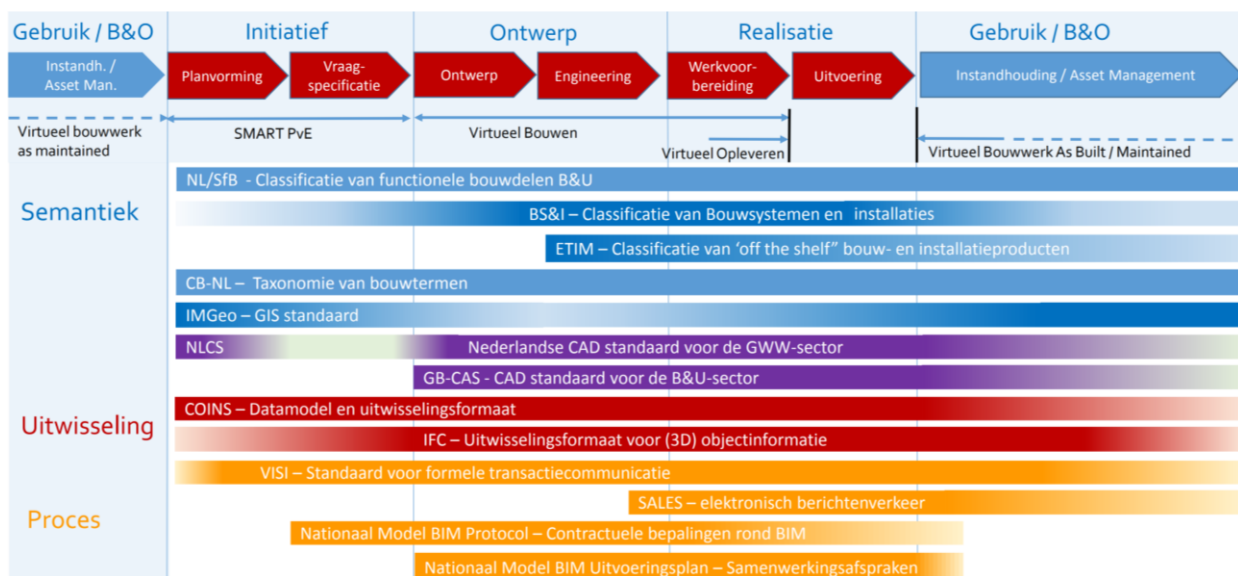 Gebruik / B&O
Initiatief
Ontwerp
Realisatie
Gebruik / B&O
Instandh. /
Asset Man.
Planvorming
Vraag-
specificatie
Ontwerp
Engineering
Werkvoor-
bereiding
Uitvoering
Instandhouding / Asset Management
Virtueel bouwwerk
as maintained
SMART PvE
Virtueel Bouwen
Virtueel Opleveren
Virtueel Bouwwerk As Built / Maintained
Semantiek
NL/SfB - Classificatie van functionele bouwdelen B&U
BS&I – Classificatie van Bouwsystemen en installaties
ETIM – Classificatie van ‘off the shelf” bouw- en installatieproducten
CB-NL – Taxonomie van bouwtermen
IMGeo – GIS standaard
NLCS Nederlandse CAD standaard voor de GWW-sector
GB-CAS - CAD standaard voor de B&U-sector
Uitwisseling
COINS – Datamodel en uitwisselingsformaat
IFC – Uitwisselingsformaat voor (3D) objectinformatie
Proces
VISI – Standaard voor formele transactiecommunicatie
SALES – elektronisch berichtenverkeer
Nationaal Model BIM Protocol – Contractuele bepalingen rond BIM
Nationaal Model BIM Uitvoeringsplan – Samenwerkingsafspraken